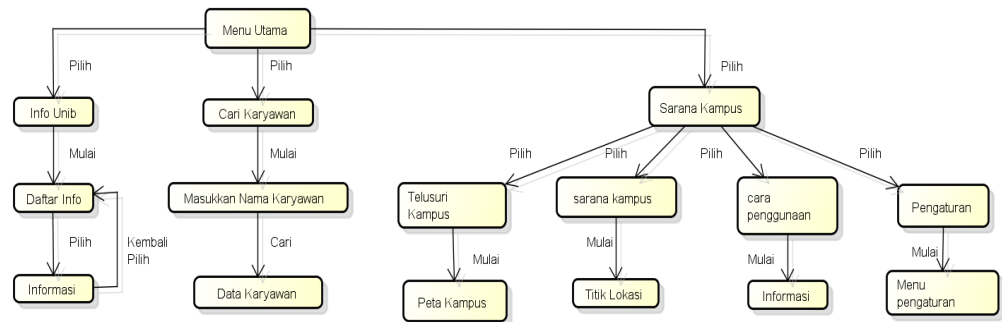 Menu Utama
Pilih
Pilih
Pilih
Info Unib
Cari Karyawan
Sarana Kampus
Mulai
Mulai
Pilih
Pilih
Pilih
Pilih
Daftar Info
Masukkan Nama Karyawan
Telusuri
Kampus
sarana kampus
cara
penggunaan
Pengaturan
Pilih
Kembali
Pilih
Cari
Mulai
Mulai
Mulai
Mulai
Informasi
Data Karyawan
Peta Kampus
Titik Lokasi
Informasi
Menu
pengaturan